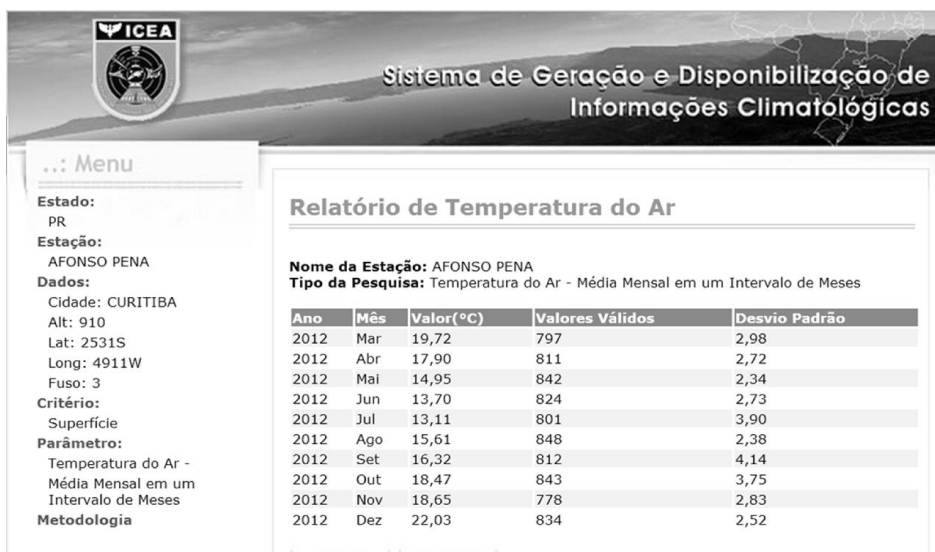 ICEA
Sistema de Geração e Disponibilização de
Informações Climatológicas
..: Menu
Estado:
PR
Estação:
AFONSO PENA
Dados:
Cidade: CURITIBA
Alt: 910
Lat: 2531S
Long: 4911W
Fuso: 3
Critério:
Superfície
Parâmetro:
Temperatura do Ar -
Média Mensal em um
Intervalo de Meses
Metodologia
Relatório de Temperatura do Ar
Nome da Estação: AFONSO PENA
Tipo da Pesquisa: Temperatura do Ar - Média Mensal em um Intervalo de Meses
Ano Mês Valor(°C) Valores Válidos Desvio Padrão
2012 Mar 19,72 797 2,98
2012 Abr 17,90 811 2,72
2012 Mai 14,95 842 2,34
2012 Jun 13,70 824 2,73
2012 Jul 13,11 801 3,90
2012 Ago 15,61 848 2,38
2012 Set 16,32 812 4,14
2012 Out 18,47 843 3,75
2012 Nov 18,65 778 2,83
2012 Dez 22,03 834 2,52